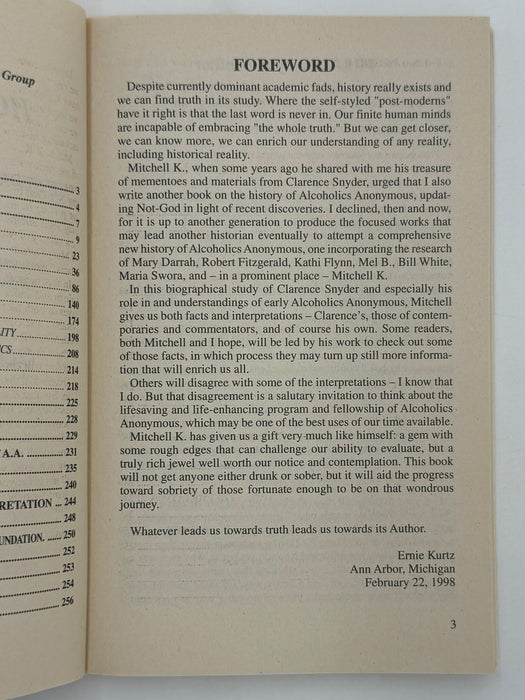 Group
3
4
7
9
23
36
86
140
174
198
208
214
218
225
228
229
A.A. 231
235
240
RETATION ... 244
248
UNDATION. ...... 250
252
253
254
256
FOREWORD
Despite currently dominant academic fads, history really exists and
we can find truth in its study. Where the self-styled "post-moderns"
have it right is that the last word is never in. Our finite human minds
are incapable of embracing "the whole truth." But we can get closer,
we can know more, we can enrich our understanding of any reality,
including historical reality.
Mitchell K., when some years ago he shared with me his treasure
of mementoes and materials from Clarence Snyder, urged that I also
write another book on the history of Alcoholics Anonymous, updat-
ing Not-God in light of recent discoveries. I declined, then and now,
for it is up to another generation to produce the focused works that
may lead another historian eventually to attempt a comprehensive
new history of Alcoholics Anonymous, one incorporating the research
of Mary Darrah, Robert Fitzgerald, Kathi Flynn, Mel B., Bill White,
Maria Swora, and – in a prominent place – Mitchell K.
In this biographical study of Clarence Snyder and especially his
role in and understandings of early Alcoholics Anonymous, Mitchell
gives us both facts and interpretations – Clarence's, those of contem-
poraries and commentators, and of course his own. Some readers,
both Mitchell and I hope, will be led by his work to check out some
of those facts, in which process they may turn up still more informa-
tion that will enrich us all.
Others will disagree with some of the interpretations – I know that
I do. But that disagreement is a salutary invitation to think about the
lifesaving and life-enhancing program and fellowship of Alcoholics
Anonymous, which may be one of the best uses of our time available.
Mitchell K. has given us a gift very much like himself: a gem with
some rough edges that can challenge our ability to evaluate, but a
truly rich jewel well worth our notice and contemplation. This book
will not get anyone either drunk or sober, but it will aid the progress
toward sobriety of those fortunate enough to be on that wondrous
journey.
Whatever leads us towards truth leads us towards its Author.
Ernie Kurtz
Ann Arbor, Michigan
February 22, 1998
3